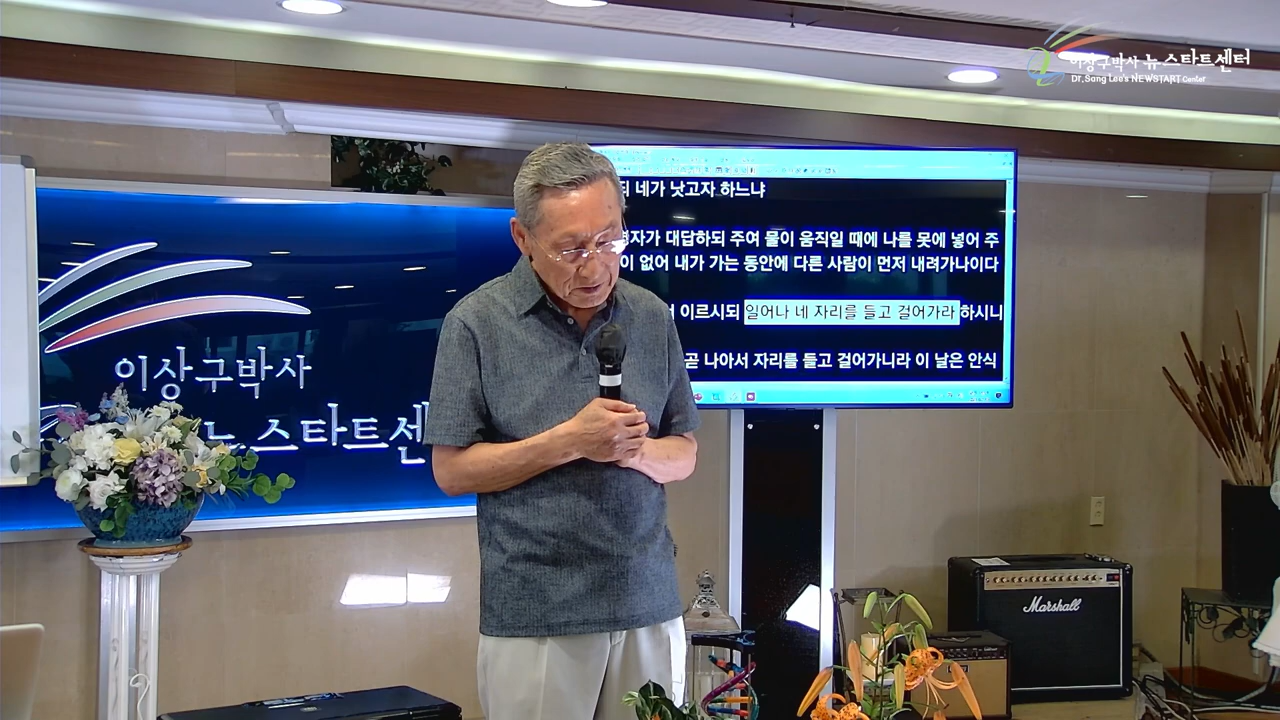 이상구박사 뉴스타트센터
Dr. Sang Lee's NEWSTART Center
네가 낫고자 하느냐
대답하되 주여 물이 움직일 때에 나를 못에 넣어 주
없어 내가 가는 동안에 다른 사람이 먼저 내려가나이다
이르시되 일어나 네 자리를 들고 걸어가라 하시니
곧 나아서 자리를 들고 걸어가니라 이 날은 안식
이상구박사
뉴스타트센
Marshall